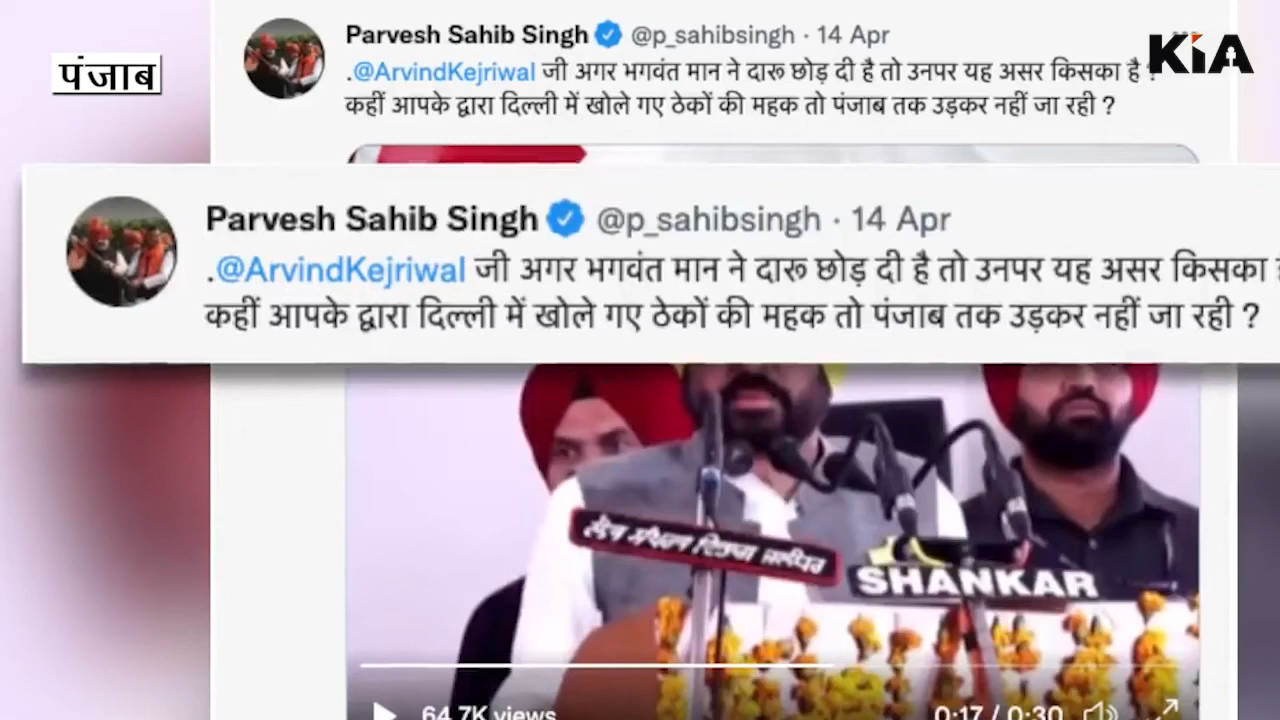 पंजाब
KIA
Parvesh Sahib Singh @p_sahibsingh · 14 Apr
.@ArvindKejriwal जी अगर भगवंत मान ने दारू छोड़ दी है तो उनपर यह असर किसका है ?
कहीं आपके द्वारा दिल्ली में खोले गए ठेकों की महक तो पंजाब तक उड़कर नहीं जा रही ?
Parvesh Sahib Singh @p_sahibsingh · 14 Apr
.@ArvindKejriwal जी अगर भगवंत मान ने दारू छोड़ दी है तो उनपर यह असर किसका
कहीं आपके द्वारा दिल्ली में खोले गए ठेकों की महक तो पंजाब तक उड़कर नहीं जा रही ?
SHANKAR
64.7K views
0:17 / 0:30